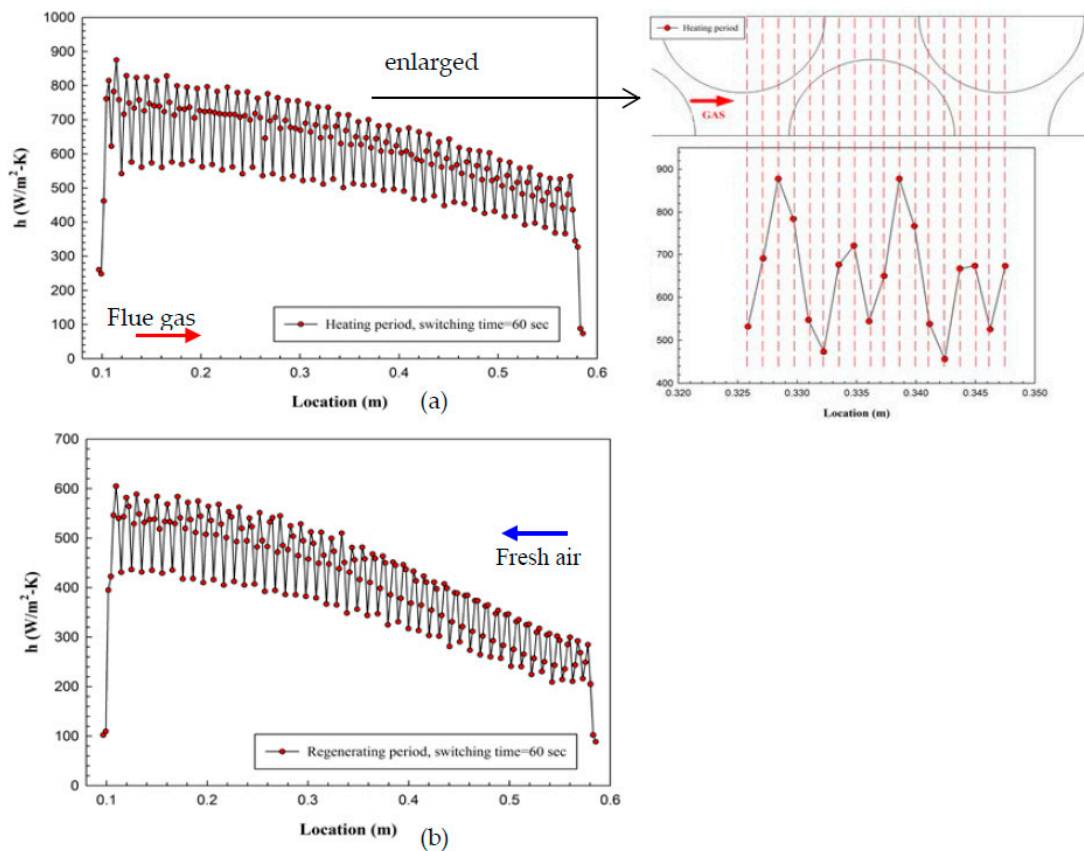 1000
900
800
700
600
500
400
300
200
100
0
h (W/m²-K)
enlarged
Flue gas
Heating period, switching time=60 sec
0.1 0.2 0.3 0.4 0.5 0.6
Location (m)
(a)
Heating period
GAS
900
800
700
600
500
400
0.320 0.325 0.330 0.335 0.340 0.345 0.350
Location (m)
700
600
500
400
300
200
100
0
h (W/m²-K)
Fresh air
Regenerating period, switching time=60 sec
0.1 0.2 0.3 0.4 0.5 0.6
Location (m)
(b)